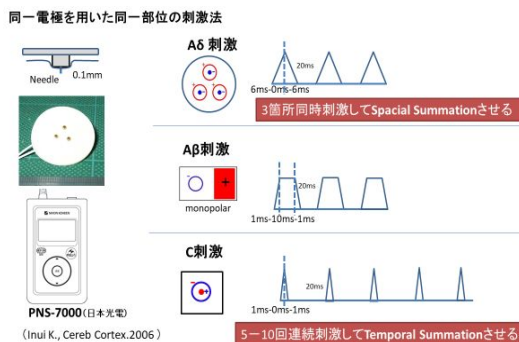 同一電極を用いた同一部位の刺激法
Needle 0.1mm
Aδ 刺激
20ms
6ms-0ms-6ms
3箇所同時刺激してSpacial Summationさせる
Aβ刺激
monopolar
20ms
1ms-10ms-1ms
C刺激
20ms
1ms-0ms-1ms
5－10回連続刺激してTemporal Summationさせる
PNS-7000(日本光電)
(Inui K., Cereb Cortex.2006)